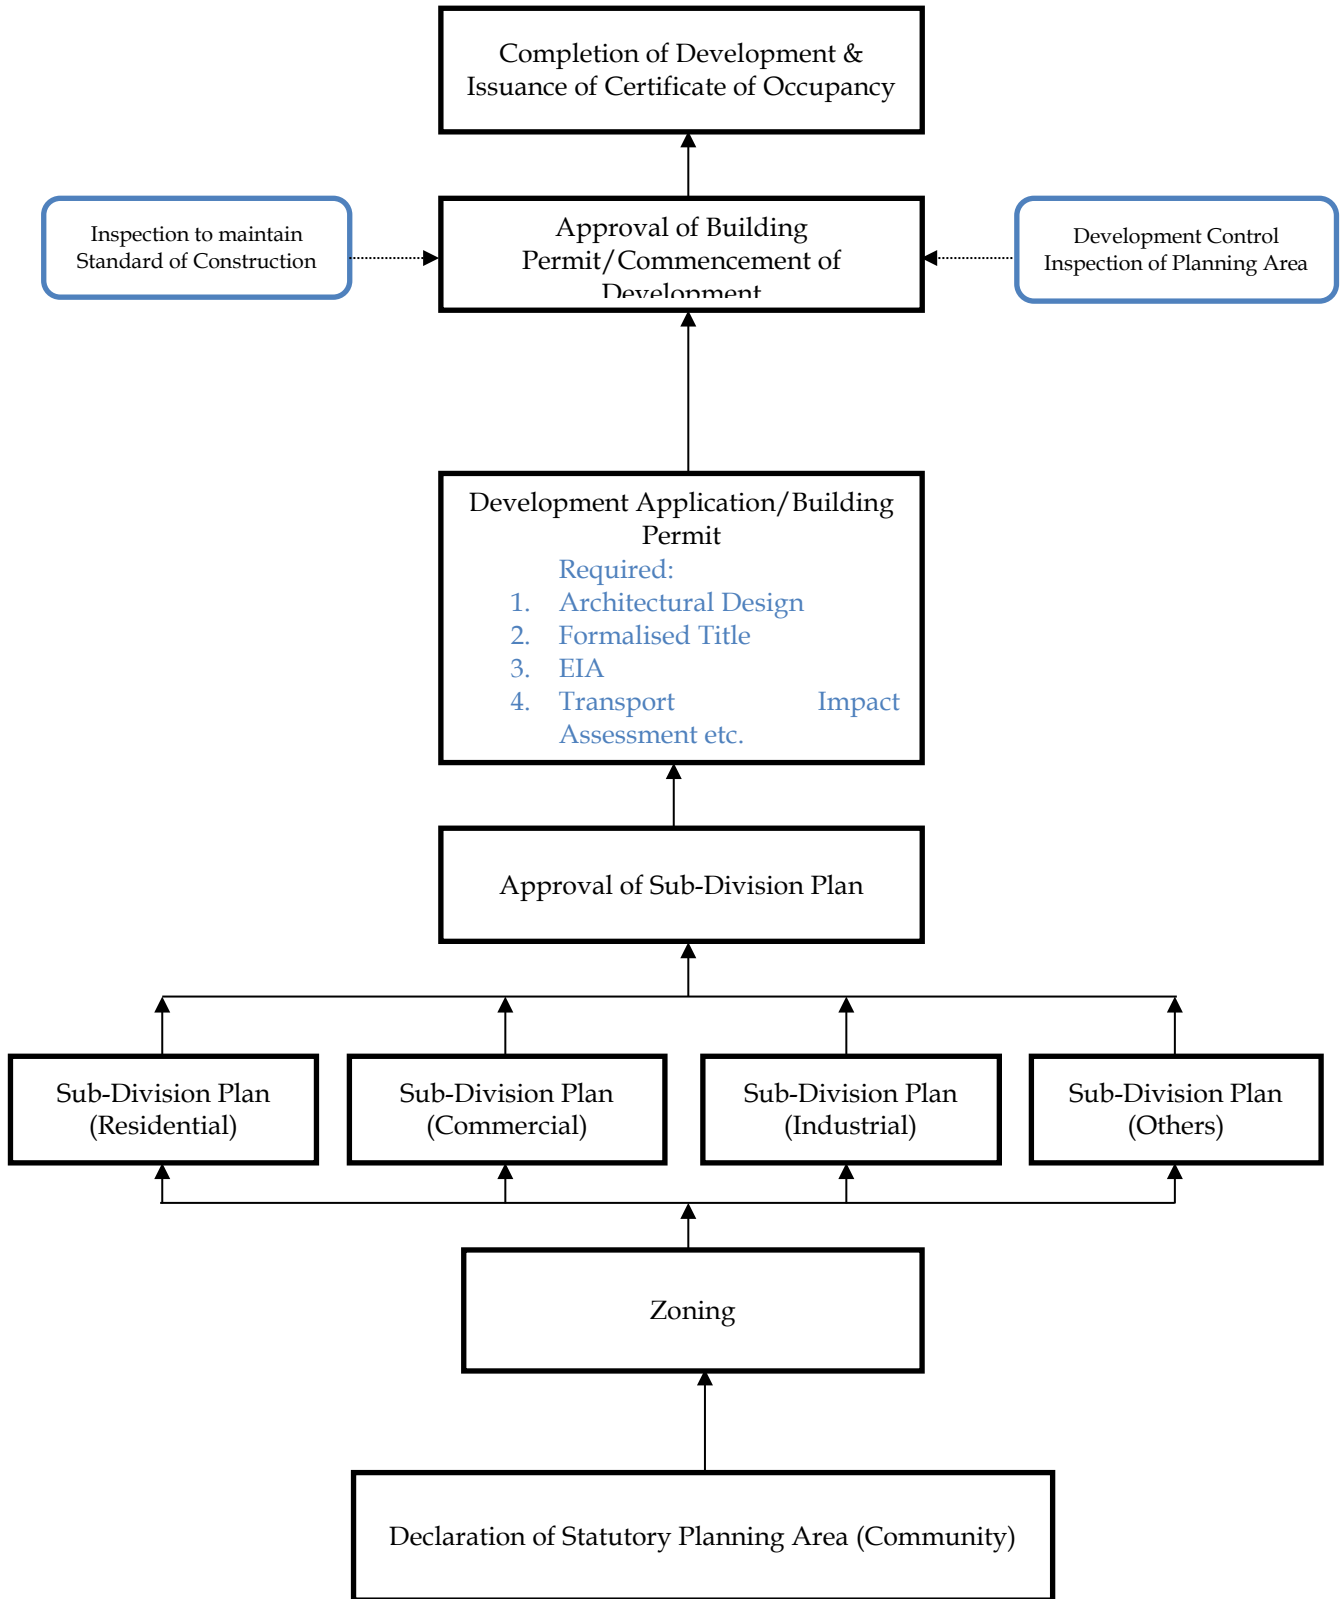 Completion of Development &
Issuance of Certificate of Occupancy
Inspection to maintain
Standard of Construction
Approval of Building
Permit/Commencement of
Development
Development Control
Inspection of Planning Area
Development Application/Building
Permit
Required:
1. Architectural Design
2. Formalised Title
3. EIA
4. Transport Impact
Assessment etc.
Approval of Sub-Division Plan
Sub-Division Plan
(Residential)
Sub-Division Plan
(Commercial)
Sub-Division Plan
(Industrial)
Sub-Division Plan
(Others)
Zoning
Declaration of Statutory Planning Area (Community)